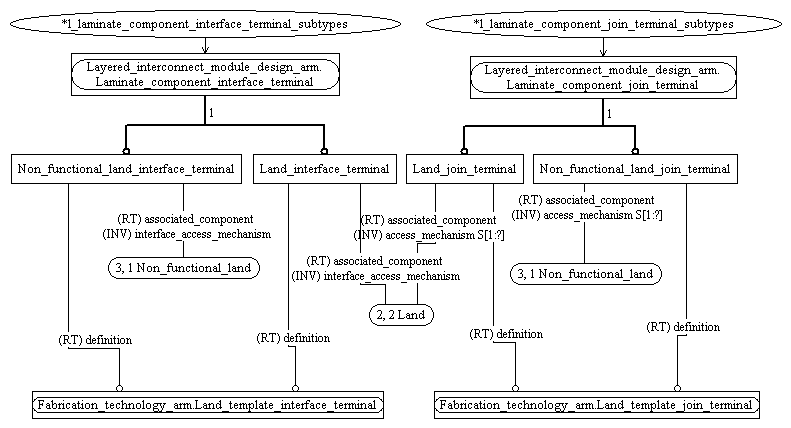 *1_laminate_component_interface_terminal_subtypes
*1_laminate_component_join_terminal_subtypes
Layered_interconnect_module_design_arm.
Laminate_component_interface_terminal
Layered_interconnect_module_design_arm.
Laminate_component_join_terminal
1
1
Non_functional_land_interface_terminal
Land_interface_terminal
Land_join_terminal
Non_functional_land_join_terminal
(RT) associated_component
(INV) interface_access_mechanism
(RT) associated_component
(INV) access_mechanism S[1:?]
(RT) associated_component
(INV) access_mechanism S[1:?]
3, 1 Non_functional_land
(RT) associated_component
(INV) interface_access_mechanism
3, 1 Non_functional_land
2, 2 Land
(RT) definition
(RT) definition
(RT) definition
(RT) definition
Fabrication_technology_arm.Land_template_interface_terminal
Fabrication_technology_arm.Land_template_join_terminal